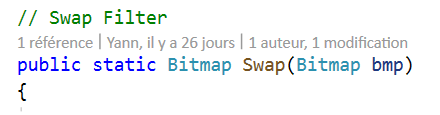 // Swap Filter
1 référence | Yann, il y a 26 jours | 1 auteur, 1 modification
public static Bitmap Swap(Bitmap bmp)
{